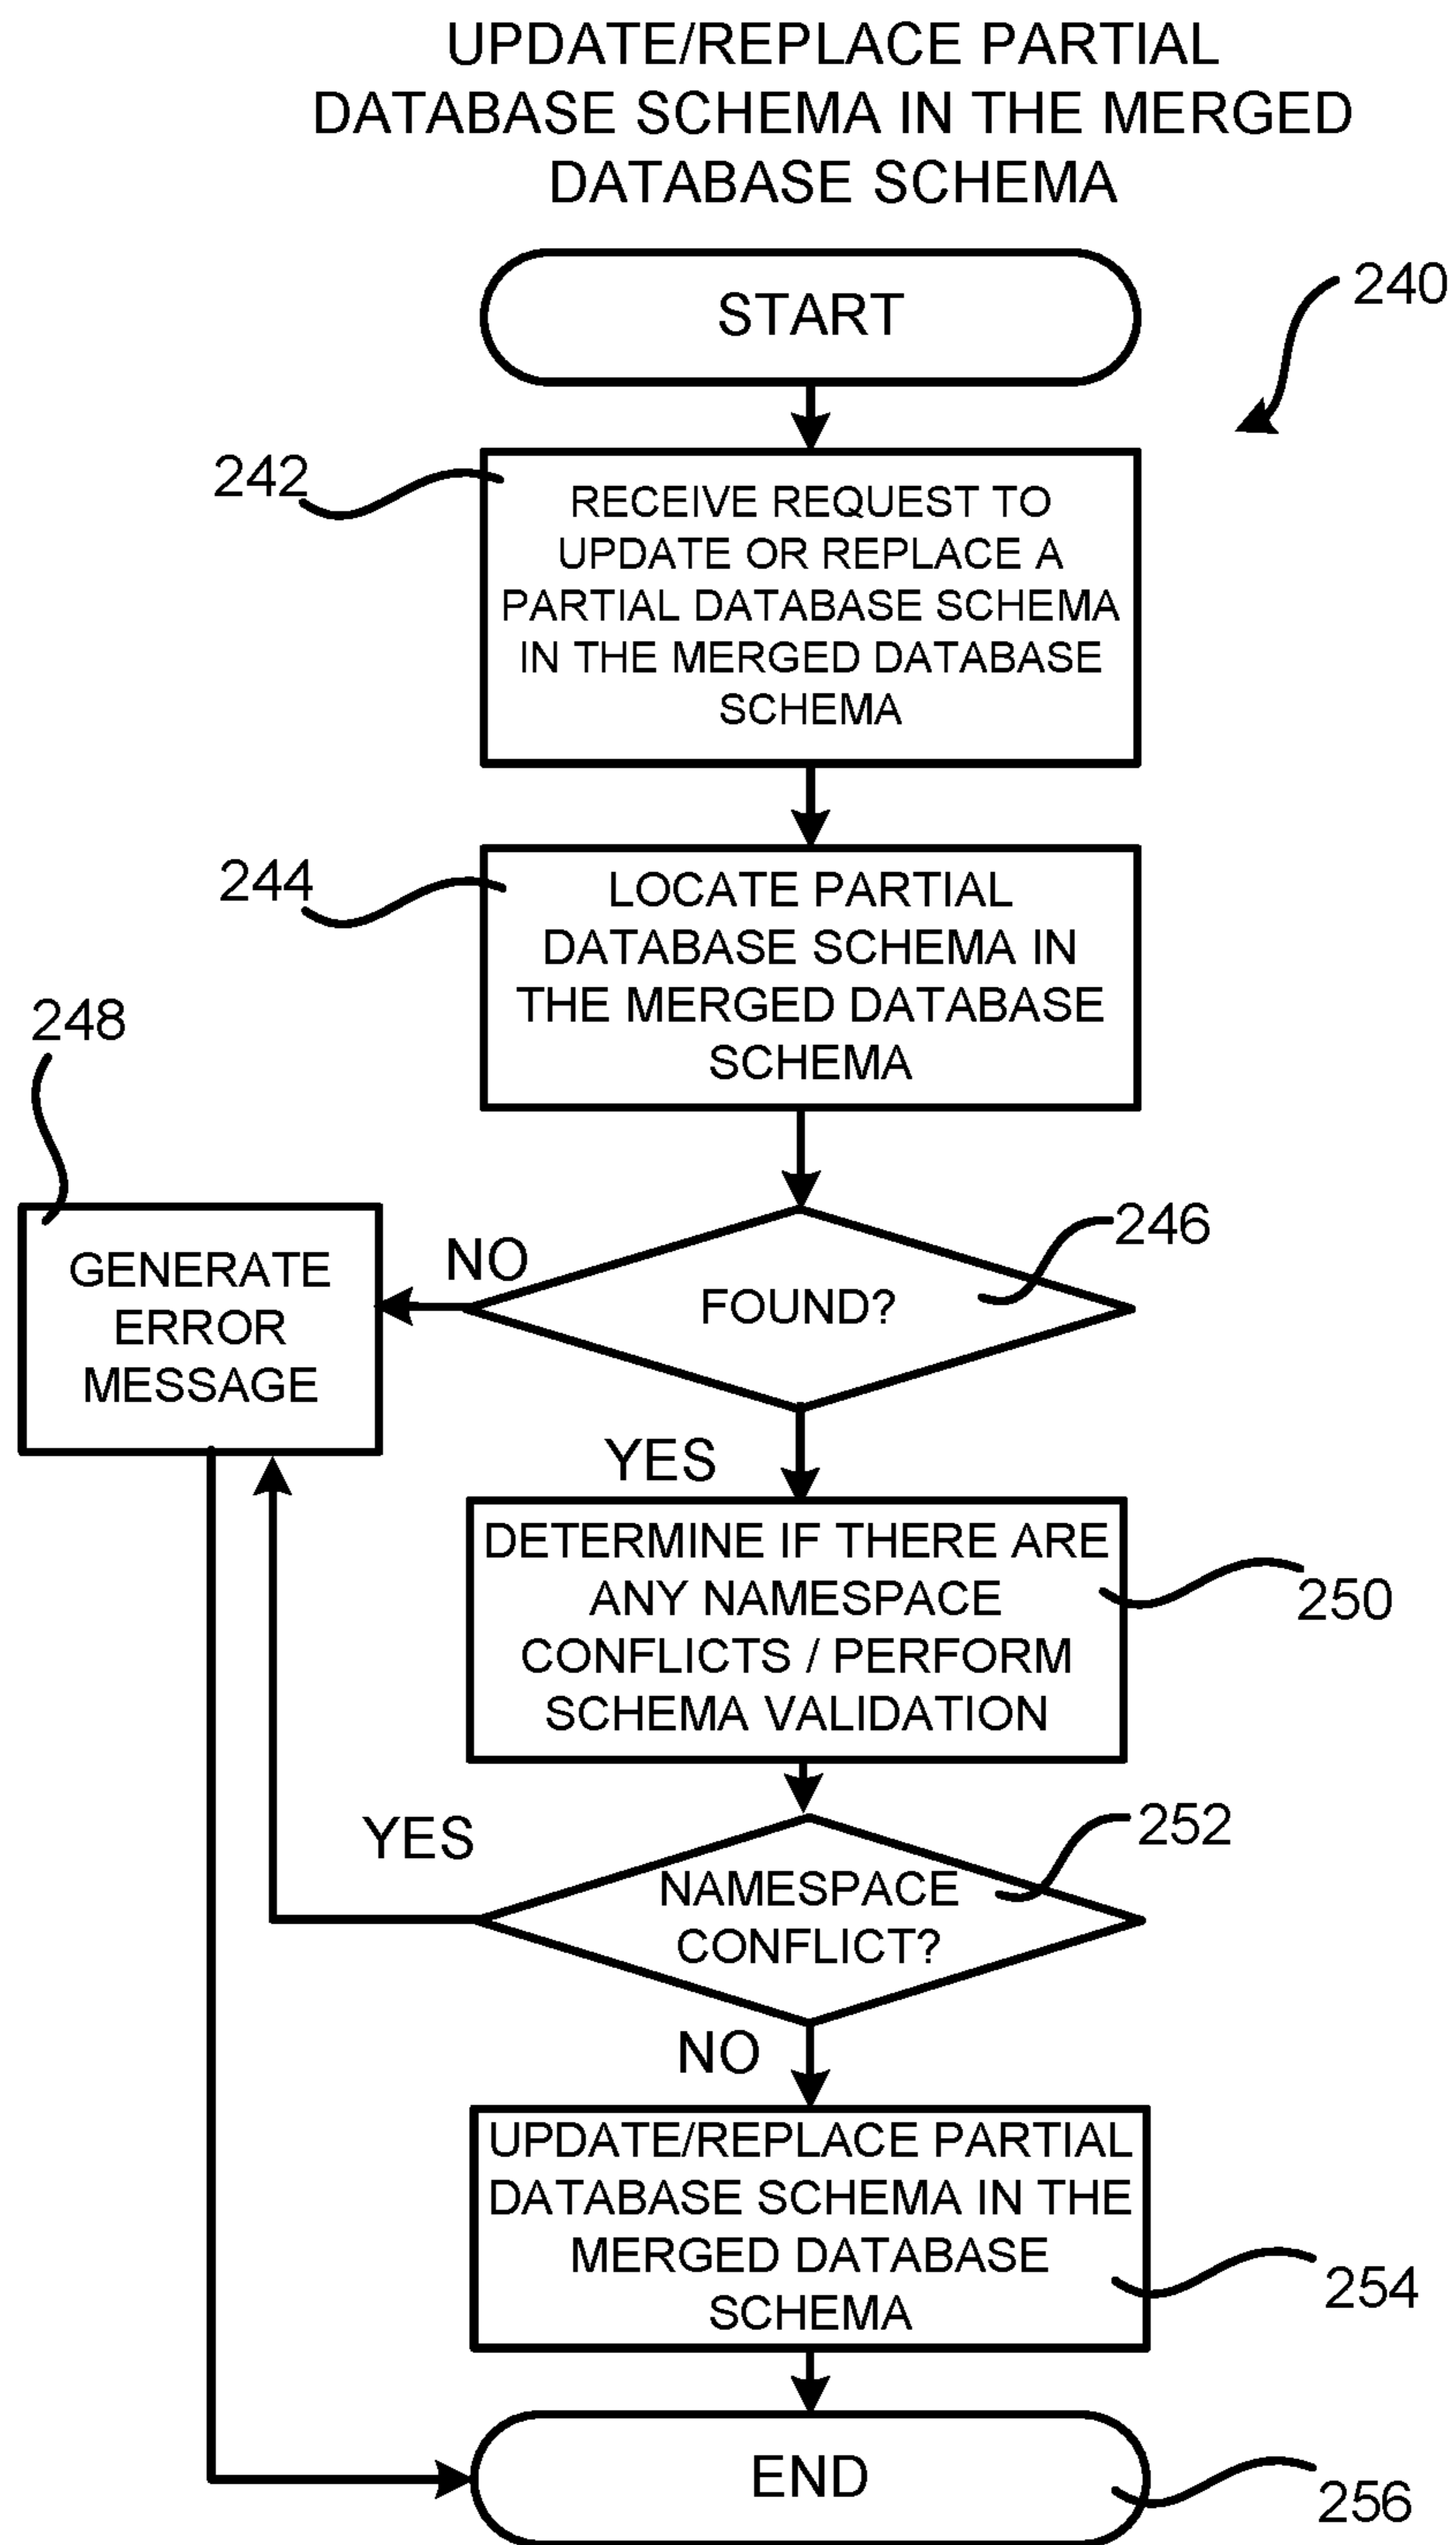 UPDATE/REPLACE PARTIAL
DATABASE SCHEMA IN THE MERGED
DATABASE SCHEMA
START
240
242
RECEIVE REQUEST TO
UPDATE OR REPLACE A
PARTIAL DATABASE SCHEMA
IN THE MERGED DATABASE
SCHEMA
244
LOCATE PARTIAL
DATABASE SCHEMA IN
THE MERGED DATABASE
SCHEMA
248
GENERATE
ERROR
MESSAGE
NO
FOUND?
246
YES
DETERMINE IF THERE ARE
ANY NAMESPACE
CONFLICTS / PERFORM
SCHEMA VALIDATION
250
YES
NAMESPACE
CONFLICT?
252
NO
UPDATE/REPLACE PARTIAL
DATABASE SCHEMA IN THE
MERGED DATABASE
SCHEMA
254
END
256